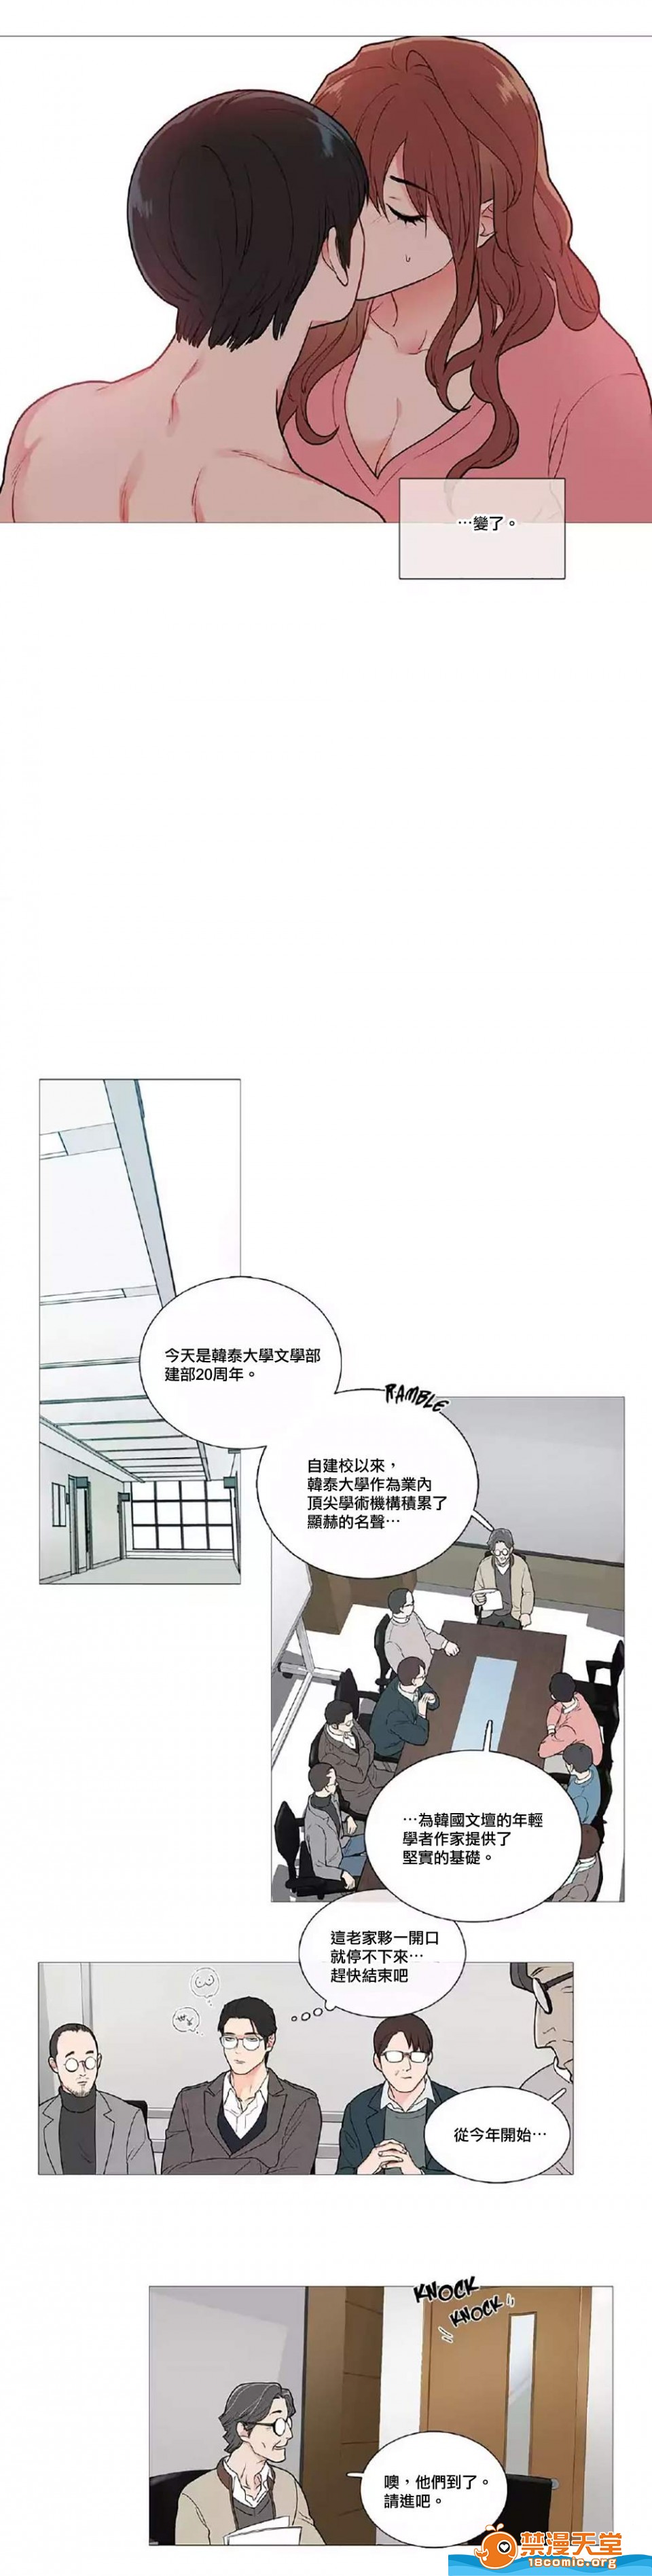 …變了。
今天是韓泰大學文學部
建部20周年。
RAMBLE
自建校以來，
韓泰大學作為業內
頂尖學術機構積累了
顯赫的名聲…
…為韓國文壇的年輕
學者作家提供了
堅實的基礎。
這老家夥一開口
就停不下來…
趕快結束吧
從今年開始…
KNOCK
KNOCK
噢，他們到了。
請進吧。
禁漫天堂
18comic.org